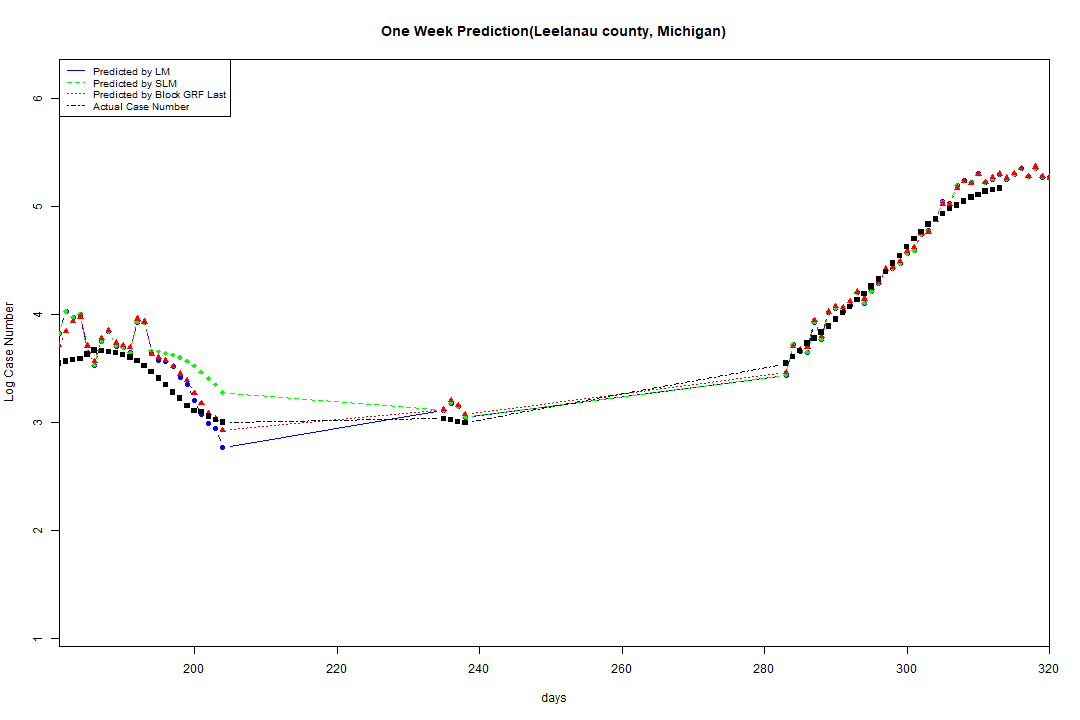 One Week Prediction(Leelanau county, Michigan)
Predicted by LM
Predicted by SLM
Predicted by Block GRF Last
Actual Case Number
Log Case Number
6
5
4
3
2
1
200
220
240
260
280
300
320
days